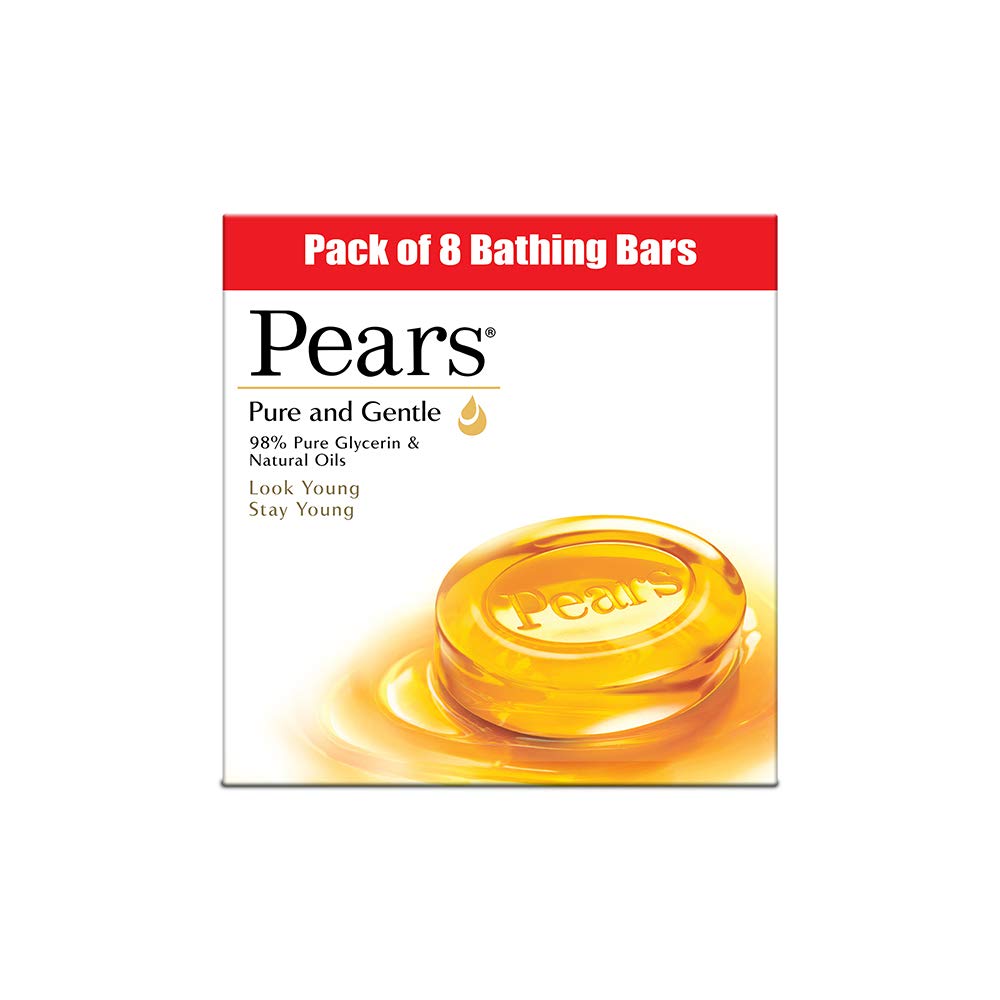 Pack of 8 Bathing Bars
Pears®
Pure and Gentle
98% Pure Glycerin &
Natural Oils
Look Young
Stay Young
Pears